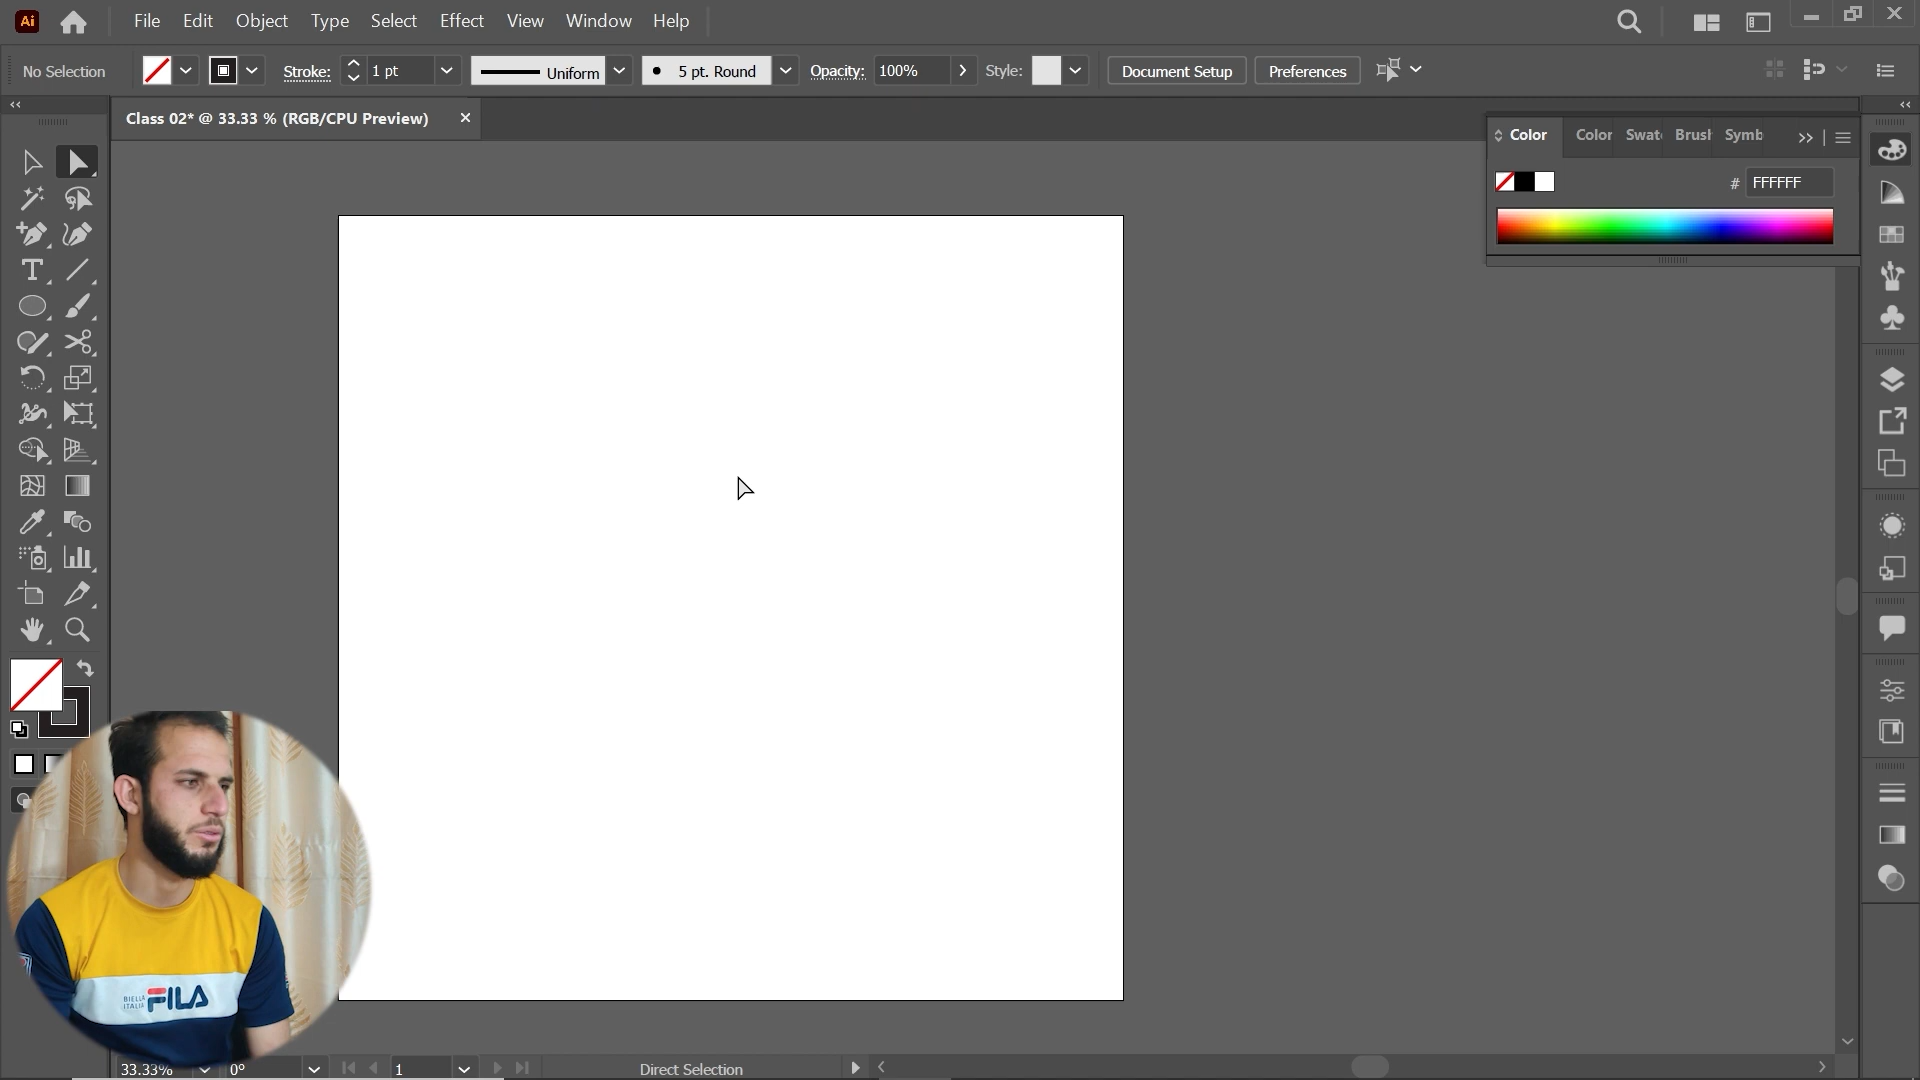 Ai
File Edit Object Type Select Effect View Window Help
No Selection Stroke: 1 pt Uniform 5 pt. Round Opacity: 100% Style: Document Setup Preferences
Class 02* @ 33.33 % (RGB/CPU Preview)
Color Color Swat Brush Symb
# FFFFFF
T
BIELLA
ITALIA
FILA
33.33% 0° 1 Direct Selection